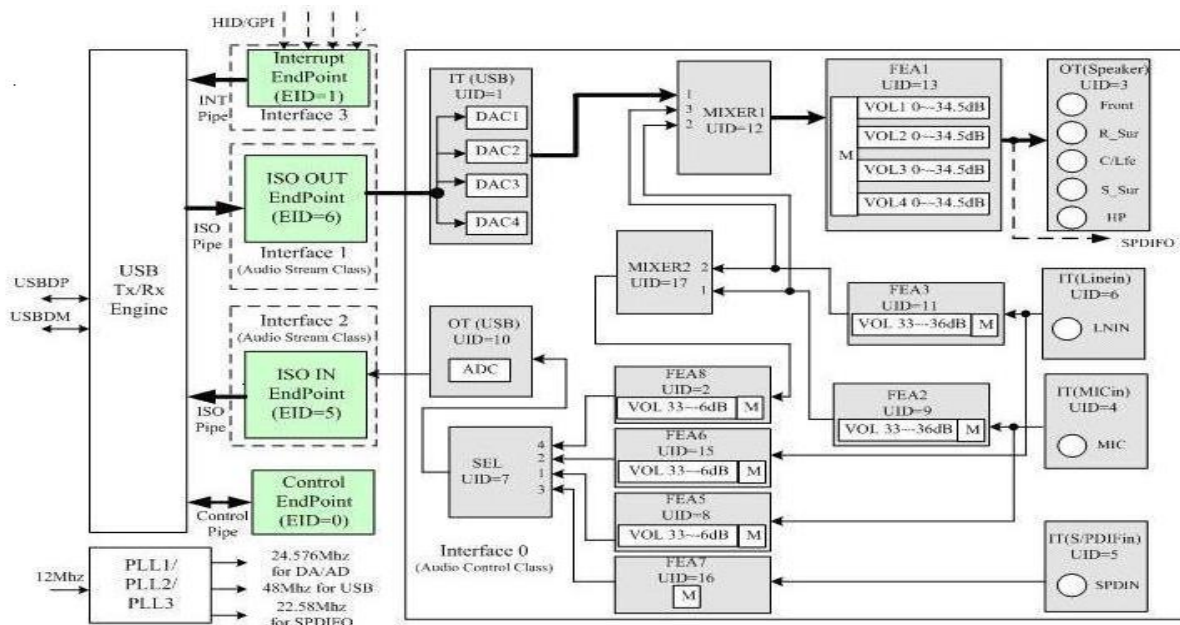 HID/GPI
Interrupt
EndPoint
(EID=1)
Interface 3
INT
Pipe
ISO OUT
EndPoint
(EID=6)
Interface 1
(Audio Stream Class)
ISO
Pipe
USB
Tx/Rx
Engine
USBDP
USBDM
Interface 2
(Audio Stream Class)
ISO IN
EndPoint
(EID=5)
ISO
Pipe
Control
EndPoint
(EID=0)
Control
Pipe
12Mhz
PLL1/
PLL2/
PLL3
24.576Mhz
for DA/AD
48Mhz for USB
22.58Mhz
for SPDIFO
IT (USB)
UID=1
DAC1
DAC2
DAC3
DAC4
OT (USB)
UID=10
ADC
SEL
UID=7
4
2
1
3
Interface 0
(Audio Control Class)
1
3
2
MIXER1
UID=12
MIXER2
UID=17
2
1
FEA1
UID=13
M
VOL1 0~-34.5dB
VOL2 0~-34.5dB
VOL3 0~-34.5dB
VOL4 0~-34.5dB
OT(Speaker)
UID=3
Front
R_Sur
C/Lfe
S_Sur
HP
SPDIFO
FEA3
UID=11
VOL 33~-36dB M
FEA2
UID=9
VOL 33~-36dB M
FEA8
UID=2
VOL 33~-6dB M
FEA6
UID=15
VOL 33~-6dB M
FEA5
UID=8
VOL 33~-6dB M
FEA7
UID=16
M
IT(Linein)
UID=6
LNIN
IT(MICin)
UID=4
MIC
IT(S/PDIFin)
UID=5
SPDIN